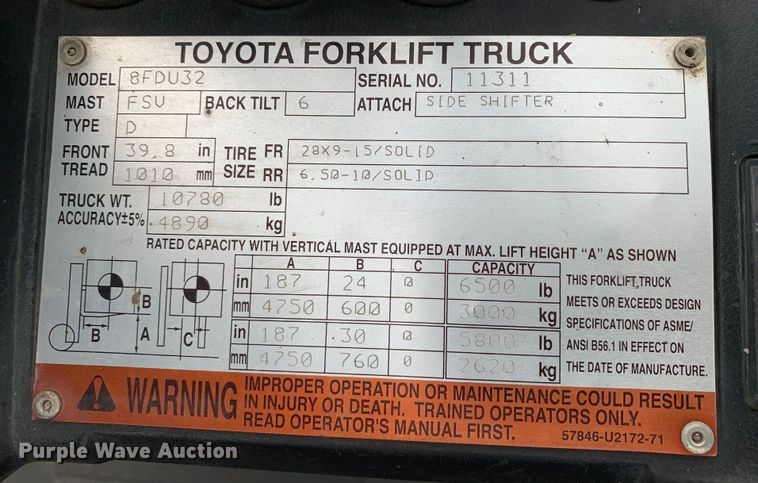 TOYOTA FORKLIFT TRUCK
MODEL 8FDU32 SERIAL NO. 11311
MAST FSV BACK TILT 6 ATTACH SIDE SHIFTER
TYPE D
FRONT TREAD 39.8 in TIRE SIZE FR 28X9-15/SOLID
1010 mm RR 6.50-10/SOLID
TRUCK WT. 10780 lb
ACCURACY±5% 4890 kg
RATED CAPACITY WITH VERTICAL MAST EQUIPPED AT MAX. LIFT HEIGHT "A" AS SHOWN
A B C CAPACITY
in 187 24 0 6500 lb
mm 4750 600 0 3000 kg
in 187 30 0 5800 lb
mm 4750 760 0 2620 kg
B
B A C
THIS FORKLIFT TRUCK
MEETS OR EXCEEDS DESIGN
SPECIFICATIONS OF ASME/
ANSI B56.1 IN EFFECT ON
THE DATE OF MANUFACTURE.
WARNING
IMPROPER OPERATION OR MAINTENANCE COULD RESULT
IN INJURY OR DEATH. TRAINED OPERATORS ONLY.
READ OPERATOR'S MANUAL FIRST.
57846-U2172-71
Purple Wave Auction